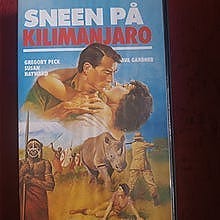 SNEEN PÅ
KILIMANJARO
GREGORY PECK
SUSAN
HAYWARD
AVA GARDNER